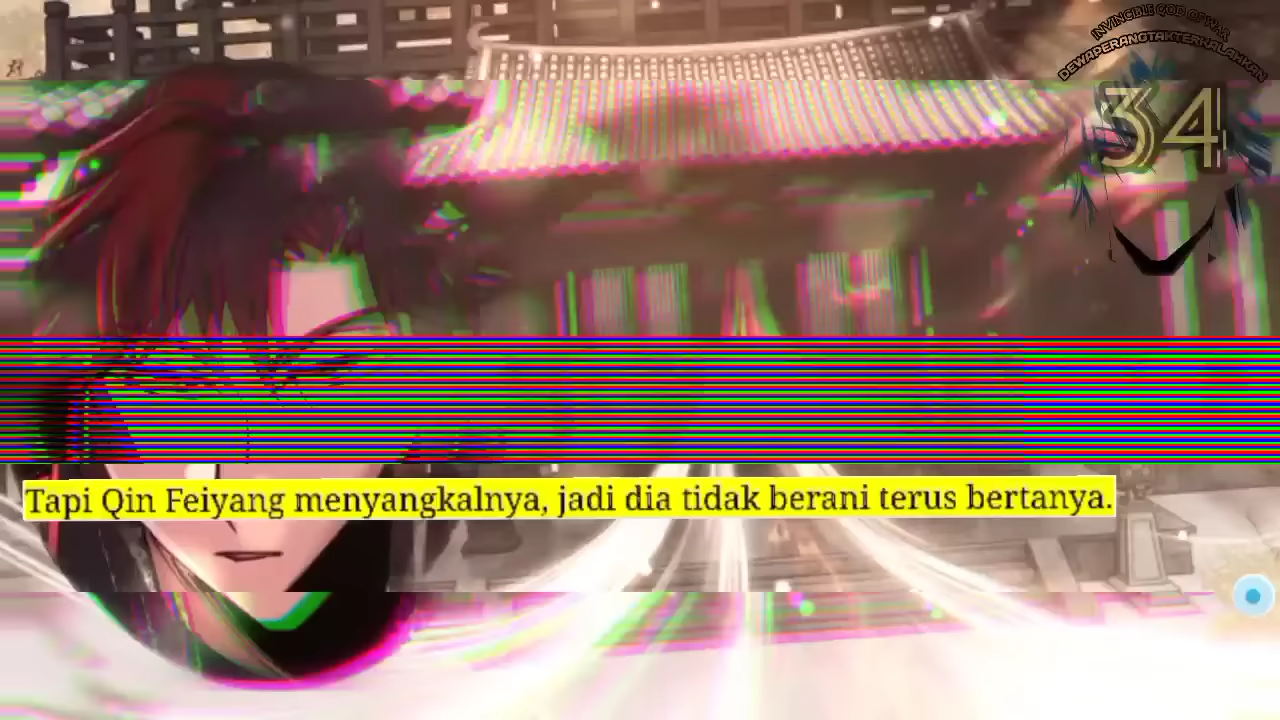 INVINCIBLE GOD OF WAR
DEWAPERANGTAKTERKALAHKAN
34
Tapi Qin Feiyang menyangkalnya, jadi dia tidak berani terus bertanya.